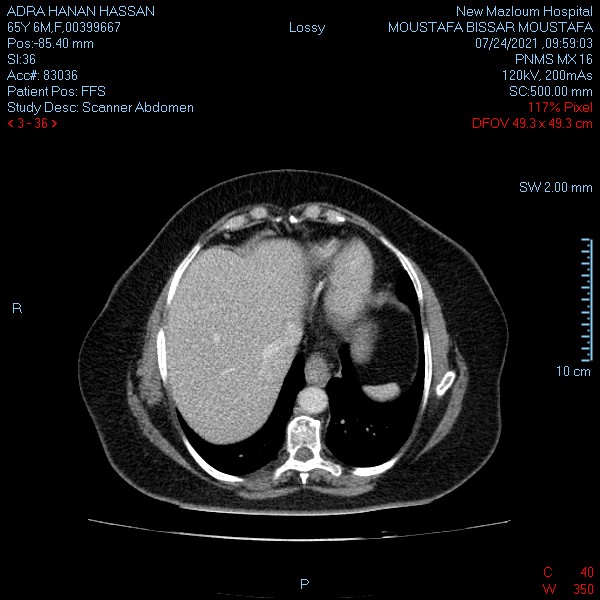 ADRA HANAN HASSAN
65Y 6M,F,00399667
Pos:-85.40 mm
SI:36
Acc#: 83036
Patient Pos: FFS
Study Desc: Scanner Abdomen
< 3 - 36 >
Lossy
New Mazloum Hospital
MOUSTAFA BISSAR MOUSTAFA
07/24/2021 ,09:59:03
PNMS MX 16
120kV, 200mAs
SC:500.00 mm
117% Pixel
DFOV 49.3 x 49.3 cm
SW 2.00 mm
R
10 cm
P
C 40
W 350